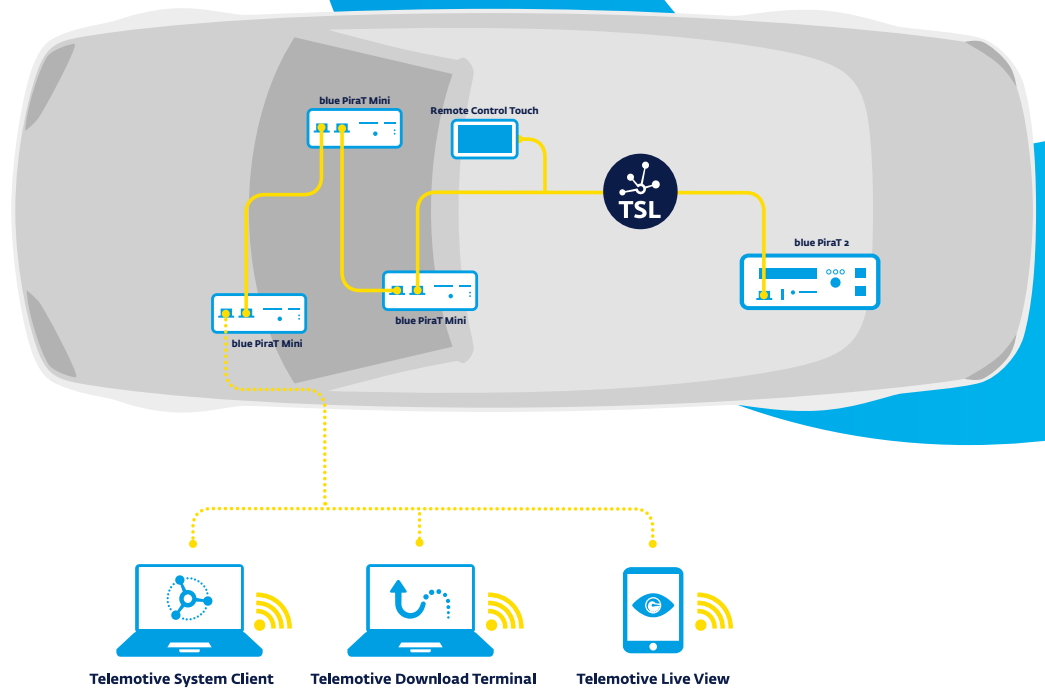 blue PiraT Mini
Remote Control Touch
TSL
blue PiraT 2
blue PiraT Mini
blue PiraT Mini
Telemotive System Client
Telemotive Download Terminal
Telemotive Live View